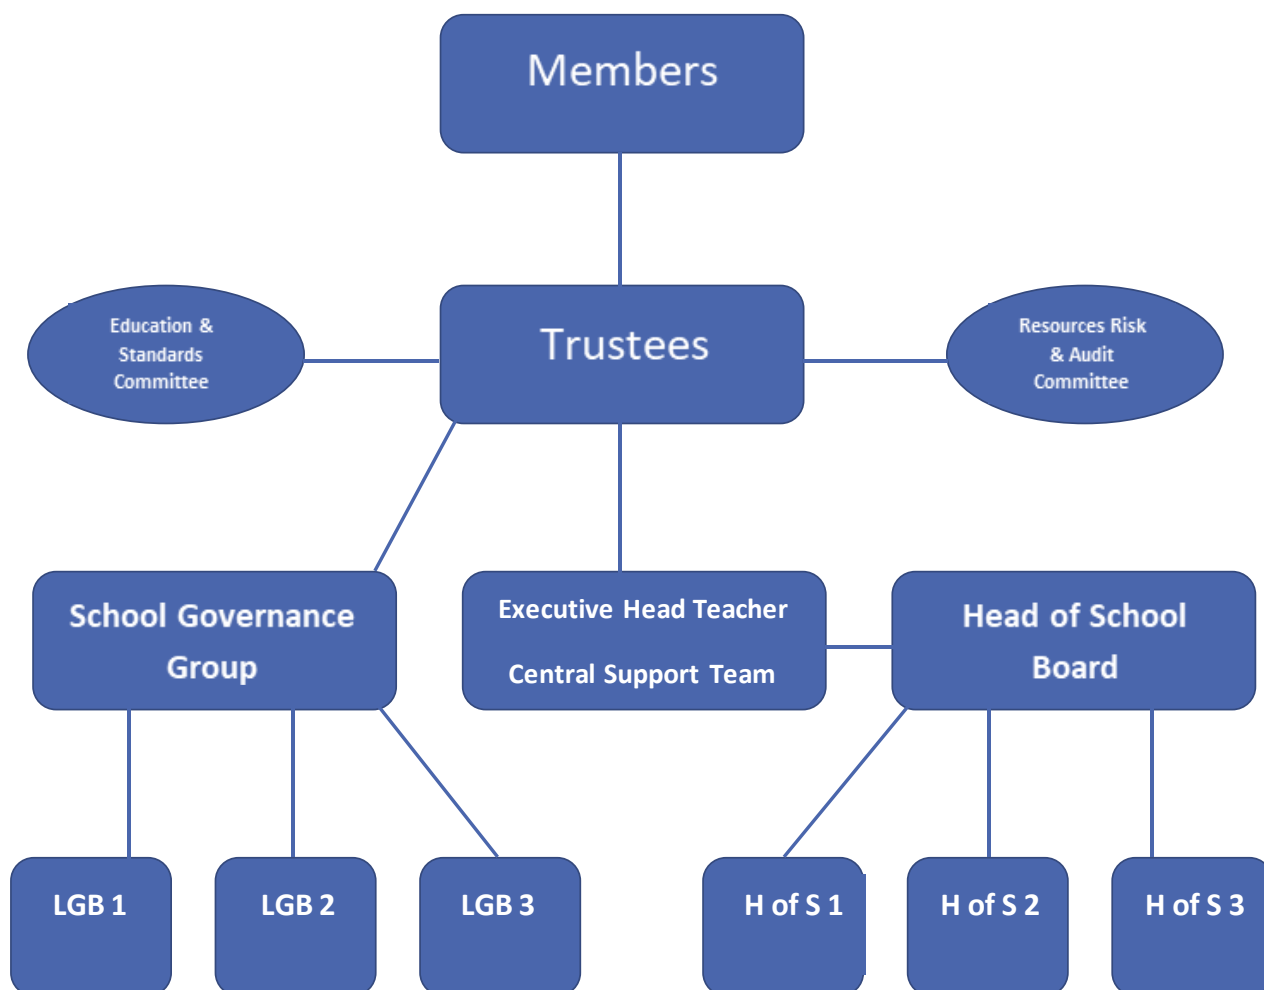 Members
Education &
Standards
Committee
Trustees
Resources Risk
& Audit
Committee
School Governance
Group
Executive Head Teacher
Central Support Team
Head of School
Board
LGB 1
LGB 2
LGB 3
H of S 1
H of S 2
H of S 3